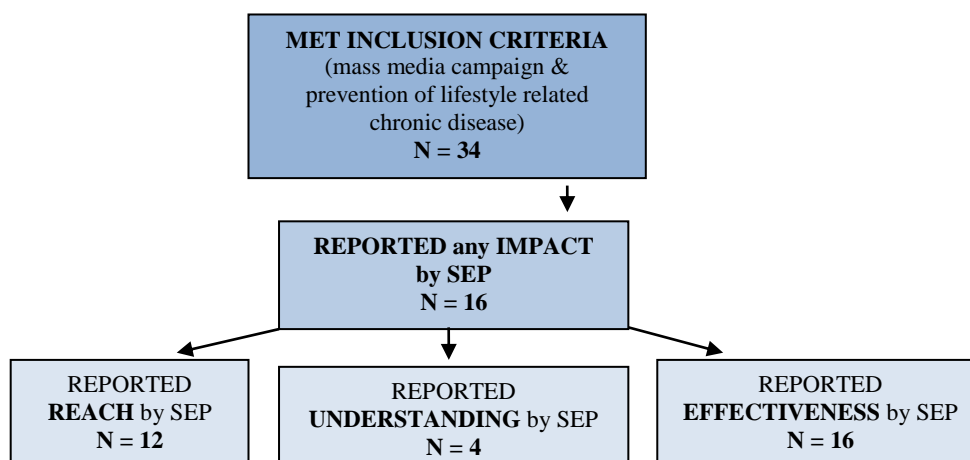 MET INCLUSION CRITERIA
(mass media campaign &
prevention of lifestyle related
chronic disease)
N = 34
REPORTED any IMPACT
by SEP
N = 16
REPORTED
REACH by SEP
N = 12
REPORTED
UNDERSTANDING by SEP
N = 4
REPORTED
EFFECTIVENESS by SEP
N = 16